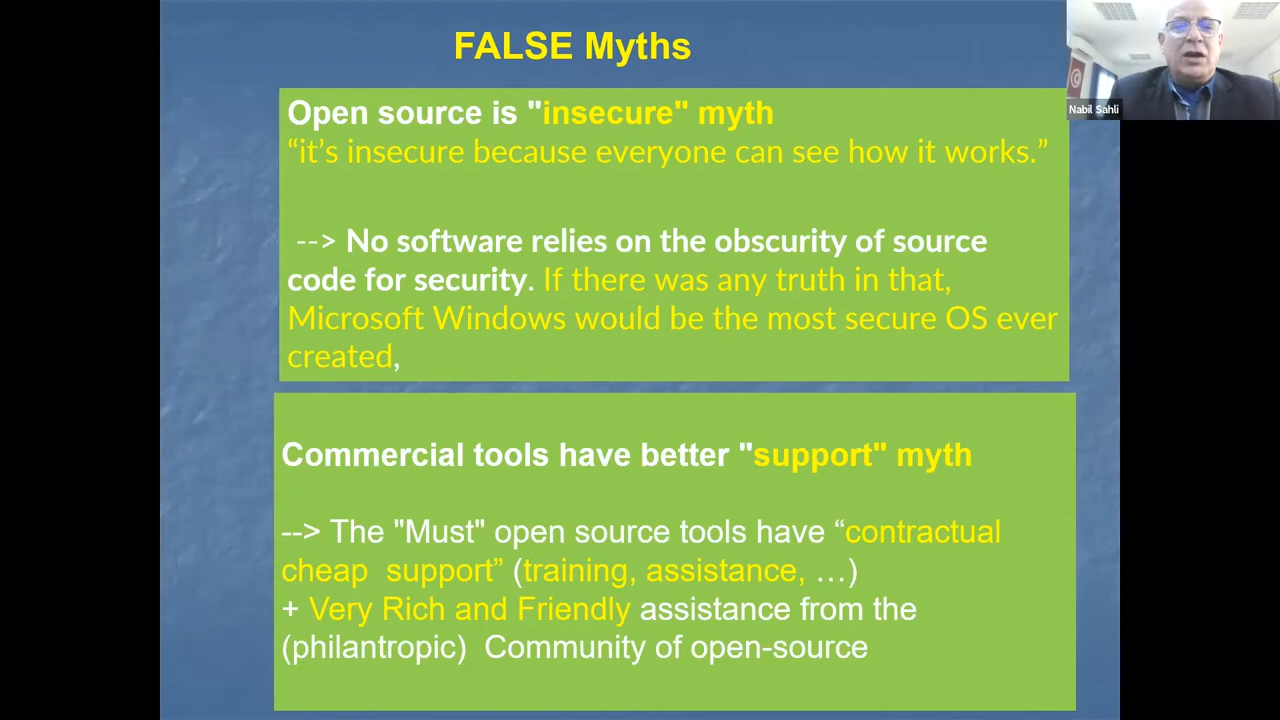 FALSE Myths
Nabil Sahli
Open source is "insecure" myth
“it’s insecure because everyone can see how it works.”
--> No software relies on the obscurity of source
code for security. If there was any truth in that,
Microsoft Windows would be the most secure OS ever
created,
Commercial tools have better "support" myth
--> The "Must" open source tools have “contractual
cheap  support” (training, assistance, …)
+ Very Rich and Friendly assistance from the
(philantropic)  Community of open-source